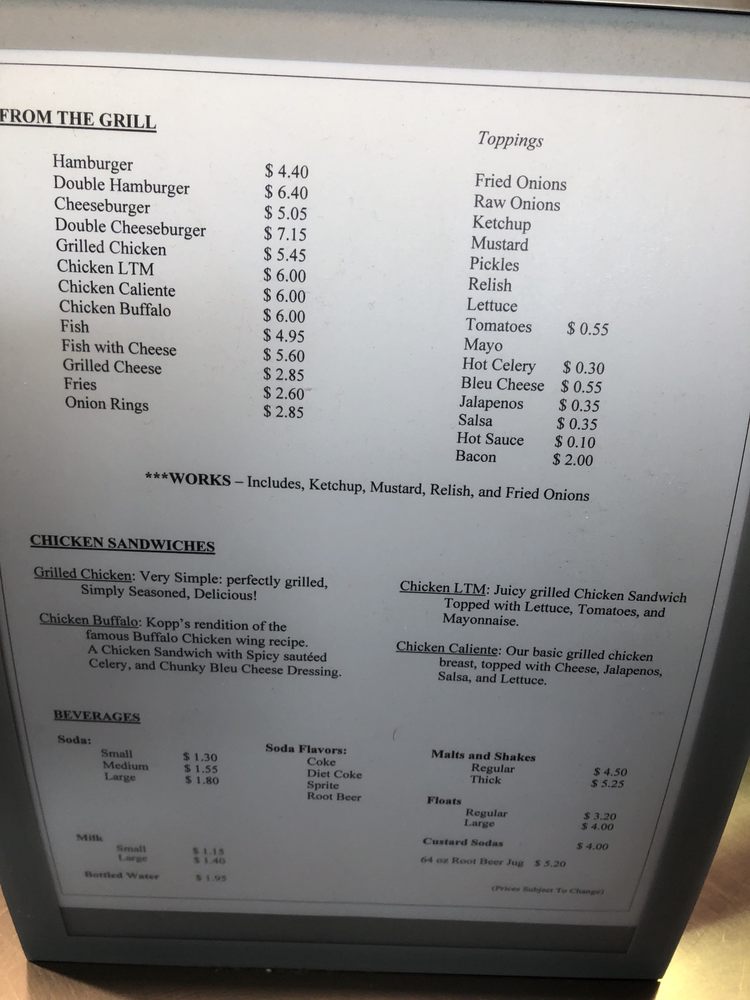 FROM THE GRILL
Hamburger $ 4.40
Double Hamburger $ 6.40
Cheeseburger $ 5.05
Double Cheeseburger $ 7.15
Grilled Chicken $ 5.45
Chicken LTM $ 6.00
Chicken Caliente $ 6.00
Chicken Buffalo $ 6.00
Fish $ 4.95
Fish with Cheese $ 5.60
Grilled Cheese $ 2.85
Fries $ 2.60
Onion Rings $ 2.85
Toppings
Fried Onions
Raw Onions
Ketchup
Mustard
Pickles
Relish
Lettuce
Tomatoes $ 0.55
Mayo
Hot Celery $ 0.30
Bleu Cheese $ 0.55
Jalapenos $ 0.35
Salsa $ 0.35
Hot Sauce $ 0.10
Bacon $ 2.00
***WORKS – Includes, Ketchup, Mustard, Relish, and Fried Onions
CHICKEN SANDWICHES
Grilled Chicken: Very Simple: perfectly grilled,
Simply Seasoned, Delicious!
Chicken Buffalo: Kopp's rendition of the
famous Buffalo Chicken wing recipe.
A Chicken Sandwich with Spicy sautéed
Celery, and Chunky Bleu Cheese Dressing.
Chicken LTM: Juicy grilled Chicken Sandwich
Topped with Lettuce, Tomatoes, and
Mayonnaise.
Chicken Caliente: Our basic grilled chicken
breast, topped with Cheese, Jalapenos,
Salsa, and Lettuce.
BEVERAGES
Soda:
Small $ 1.30
Medium $ 1.55
Large $ 1.80
Soda Flavors:
Coke
Diet Coke
Sprite
Root Beer
Malts and Shakes
Regular $ 4.50
Thick $ 5.25
Floats
Regular $ 3.20
Large $ 4.00
Custard Sodas $ 4.00
64 oz Root Beer Jug $ 5.20
Milk
Small $ 1.15
Large $ 1.40
Bottled Water $ 1.95
(Prices Subject To Change)